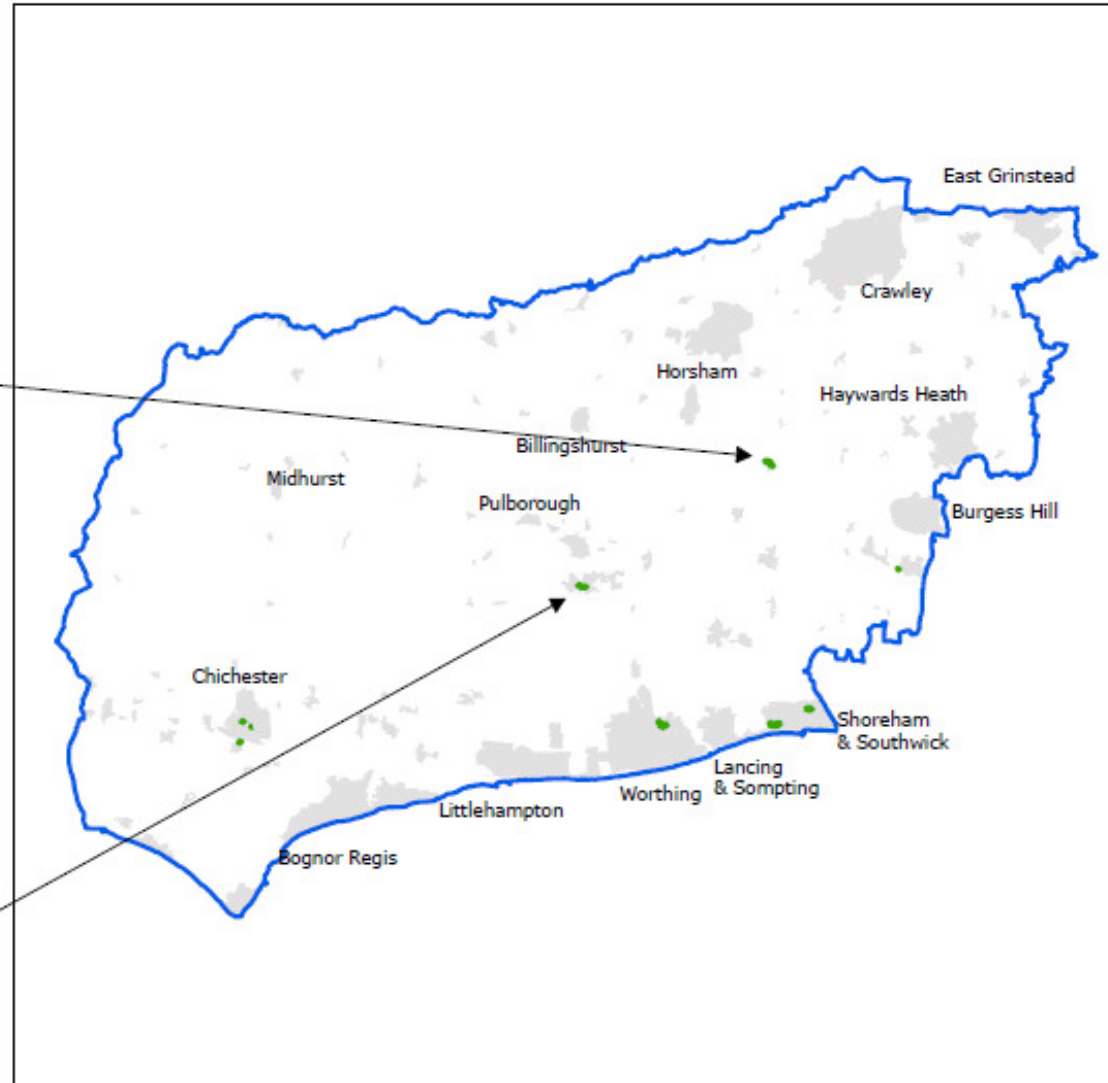 East Grinstead
Crawley
Horsham
Haywards Heath
Billingshurst
Midhurst
Pulborough
Burgess Hill
Chichester
Shoreham
& Southwick
Lancing
& Sompting
Worthing
Littlehampton
Bognor Regis